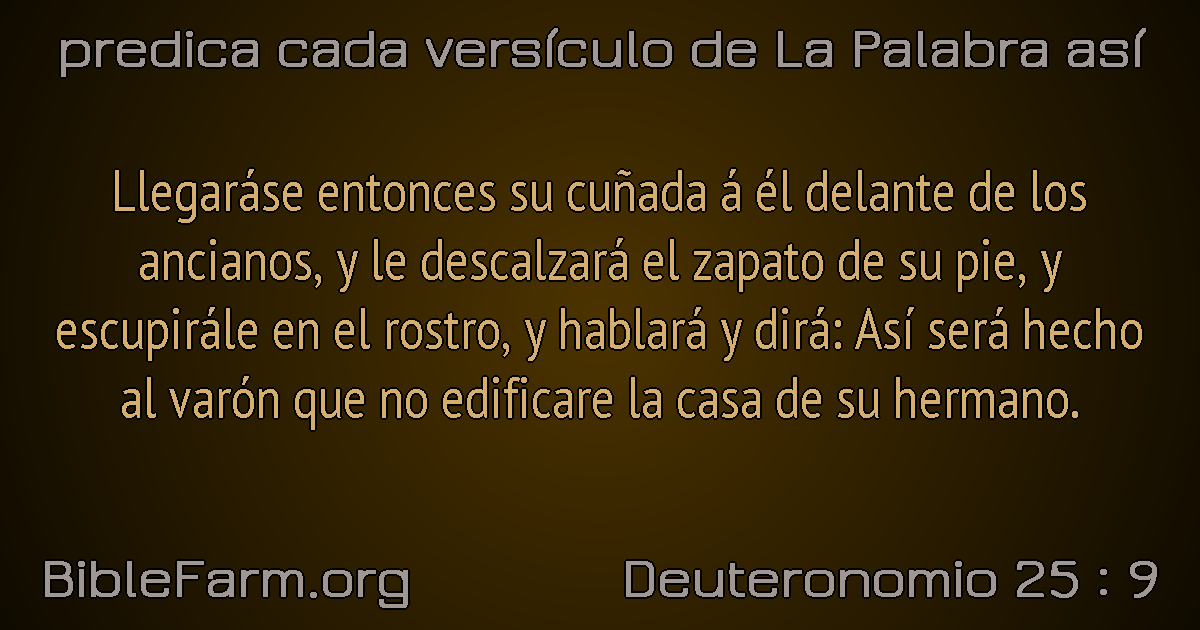 predica cada versículo de La Palabra así
Llegaráse entonces su cuñada á él delante de los
ancianos, y le descalzará el zapato de su pie, y
escupirále en el rostro, y hablará y dirá: Así será hecho
al varón que no edificare la casa de su hermano.
BibleFarm.org
Deuteronomio 25 : 9